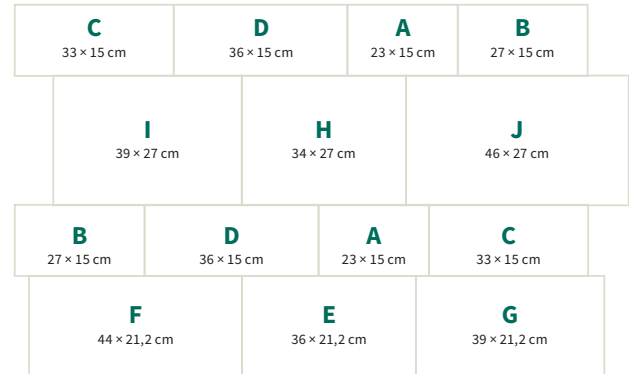 C
33 × 15 cm
D
36 × 15 cm
A
23 × 15 cm
B
27 × 15 cm
I
39 × 27 cm
H
34 × 27 cm
J
46 × 27 cm
B
27 × 15 cm
D
36 × 15 cm
A
23 × 15 cm
C
33 × 15 cm
F
44 × 21,2 cm
E
36 × 21,2 cm
G
39 × 21,2 cm